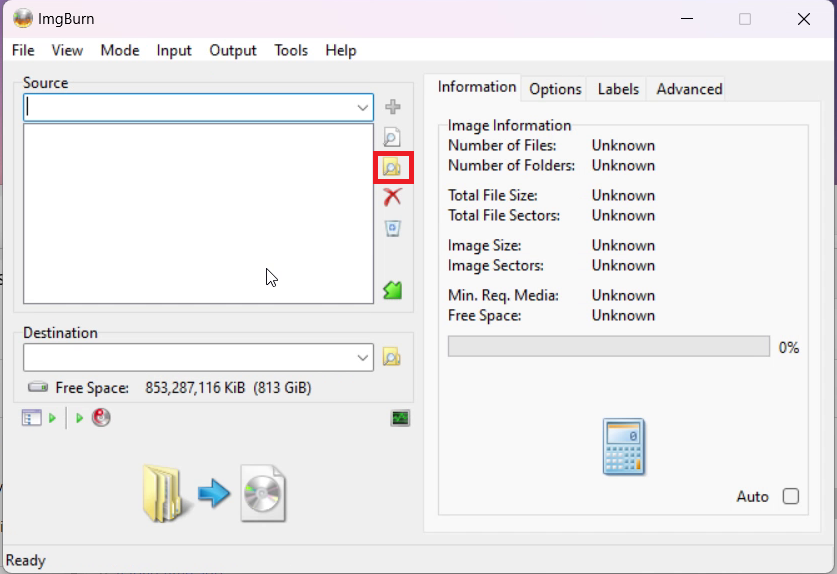 ImgBurn
File View Mode Input Output Tools Help
Source
Information Options Labels Advanced
Image Information
Number of Files: Unknown
Number of Folders: Unknown
Total File Size: Unknown
Total File Sectors: Unknown
Image Size: Unknown
Image Sectors: Unknown
Min. Req. Media: Unknown
Free Space: Unknown
0%
Destination
Free Space: 853,287,116 KiB (813 GiB)
0
Auto
Ready